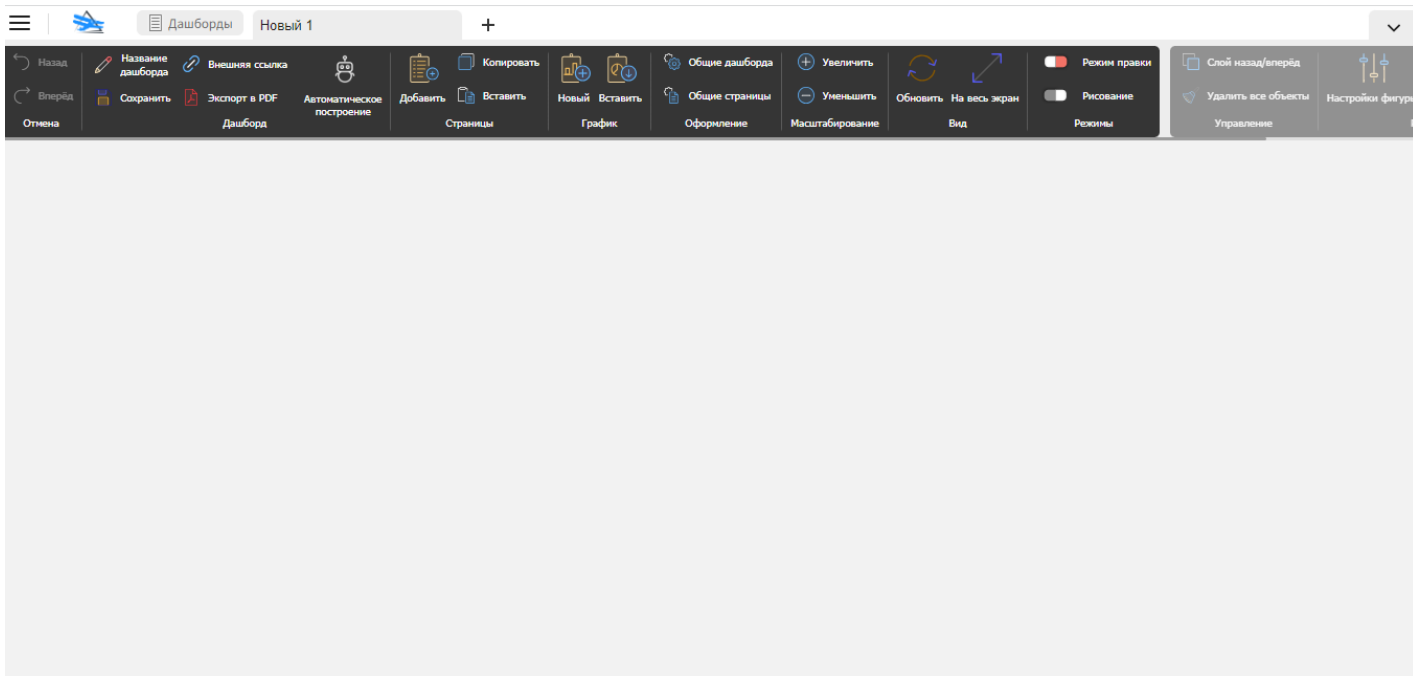 Дашборды
Новый 1
Назад
Вперёд
Отмена
Название
дашборда
Сохранить
Внешняя ссылка
Экспорт в PDF
Автоматическое
построение
Дашборд
Добавить
Копировать
Вставить
Страницы
Новый
Вставить
График
Общие дашборда
Общие страницы
Оформление
Увеличить
Уменьшить
Масштабирование
Обновить
На весь экран
Вид
Режим правки
Рисование
Режимы
Слой назад/вперёд
Удалить все объекты
Управление
Настройки фигуры